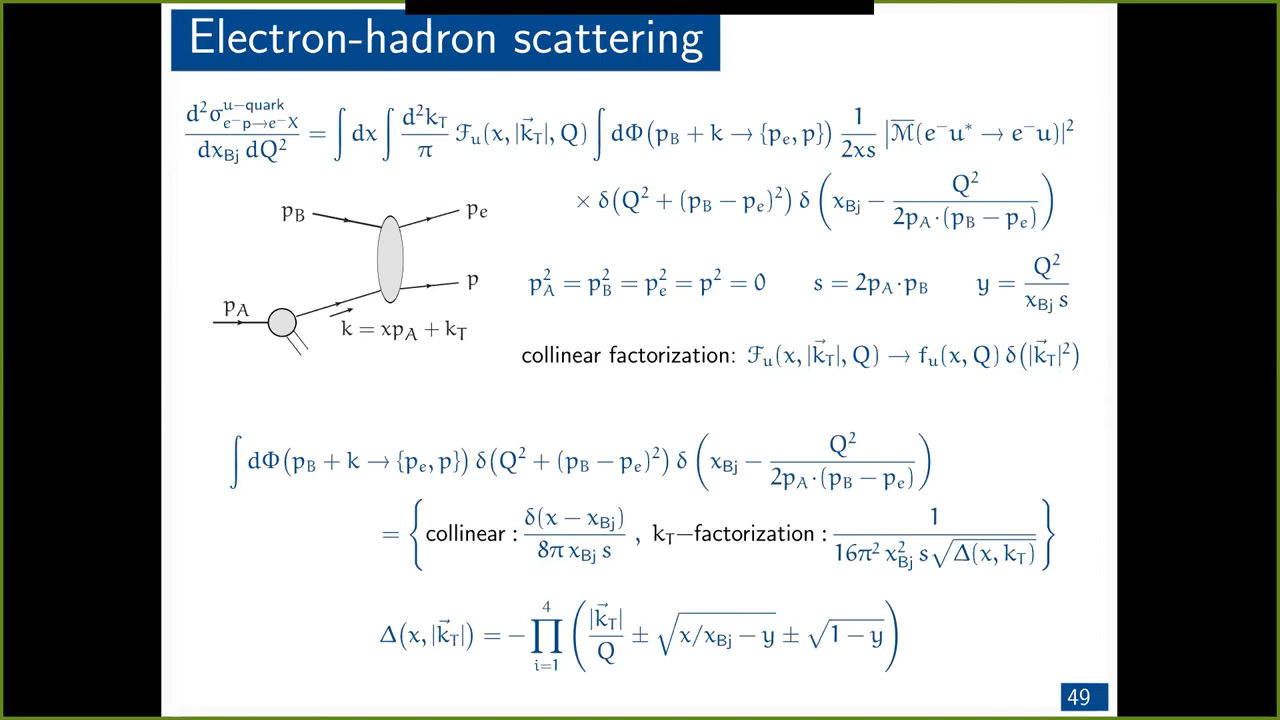 Electron-hadron scattering
d²σ^{u−quark}_{e⁻p→e⁻X} / dx_{Bj} dQ² = ∫ dx ∫ d²k_T/π ℱ_u(x, |k⃗_T|, Q) ∫ dΦ(p_B + k → {p_e, p}) 1/2xs |M̅(e⁻u* → e⁻u)|²
× δ(Q² + (p_B − p_e)²) δ(x_{Bj} − Q² / 2p_A·(p_B − p_e))
p_B p_e
p
p_A
k = xp_A + k_T
p_A² = p_B² = p_e² = p² = 0 s = 2p_A·p_B y = Q² / x_{Bj} s
collinear factorization: ℱ_u(x, |k⃗_T|, Q) → f_u(x, Q) δ(|k⃗_T|²)
∫ dΦ(p_B + k → {p_e, p}) δ(Q² + (p_B − p_e)²) δ(x_{Bj} − Q² / 2p_A·(p_B − p_e))
= { collinear : δ(x − x_{Bj}) / 8π x_{Bj} s , k_T−factorization : 1 / 16π² x²_{Bj} s√Δ(x, k_T) }
Δ(x, |k⃗_T|) = − ∏_{i=1}^{4} ( |k⃗_T| / Q ± √(x/x_{Bj} − y) ± √(1 − y) )
49